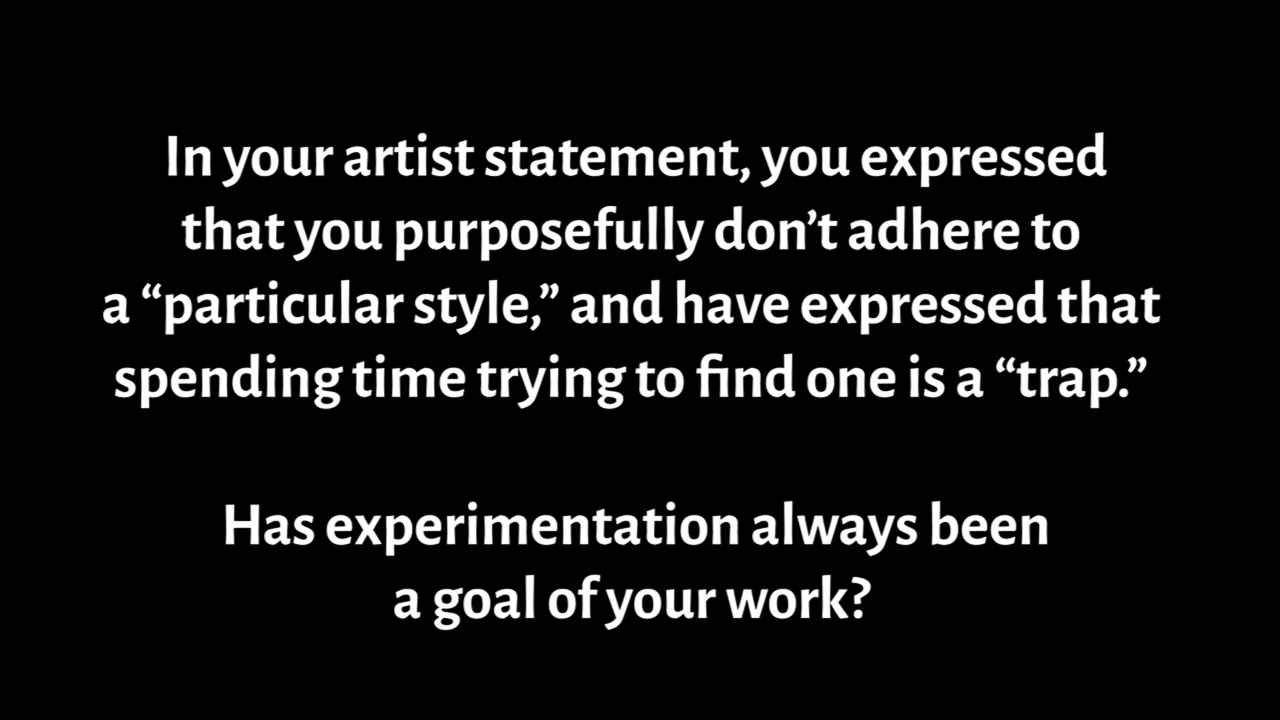 In your artist statement, you expressed
that you purposefully don’t adhere to
a “particular style,” and have expressed that
spending time trying to find one is a “trap.”
Has experimentation always been
a goal of your work?